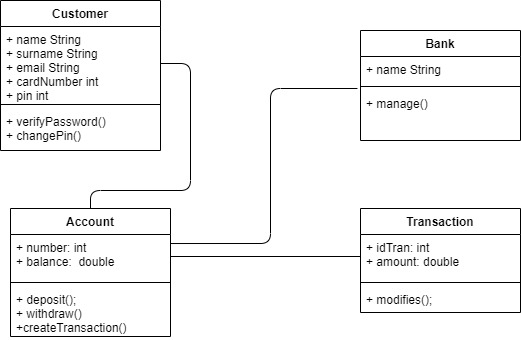 Customer
+ name String
+ surname String
+ email String
+ cardNumber int
+ pin int
+ verifyPassword()
+ changePin()
Bank
+ name String
+ manage()
Account
+ number: int
+ balance:  double
+ deposit();
+ withdraw()
+createTransaction()
Transaction
+ idTran: int
+ amount: double
+ modifies();